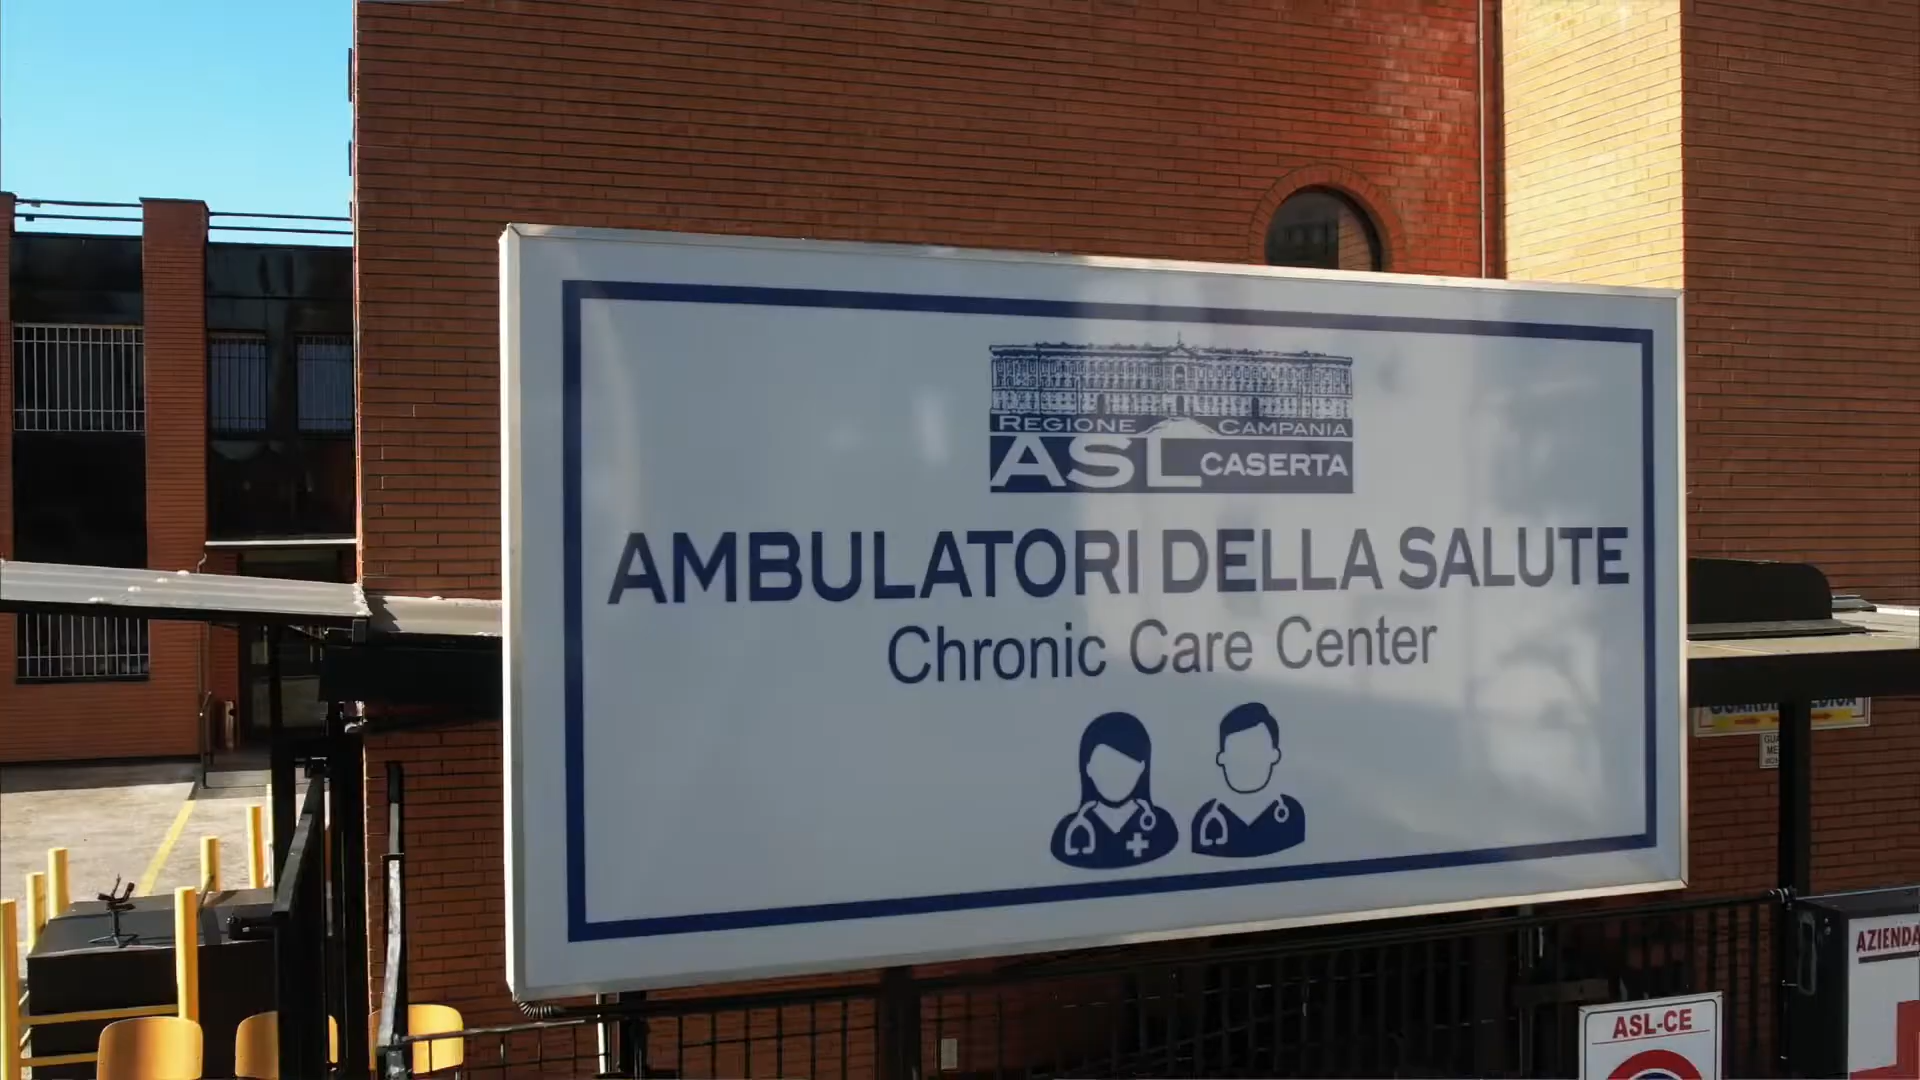 REGIONE CAMPANIA
ASL CASERTA
AMBULATORI DELLA SALUTE
Chronic Care Center
AZIENDA
ASL-CE